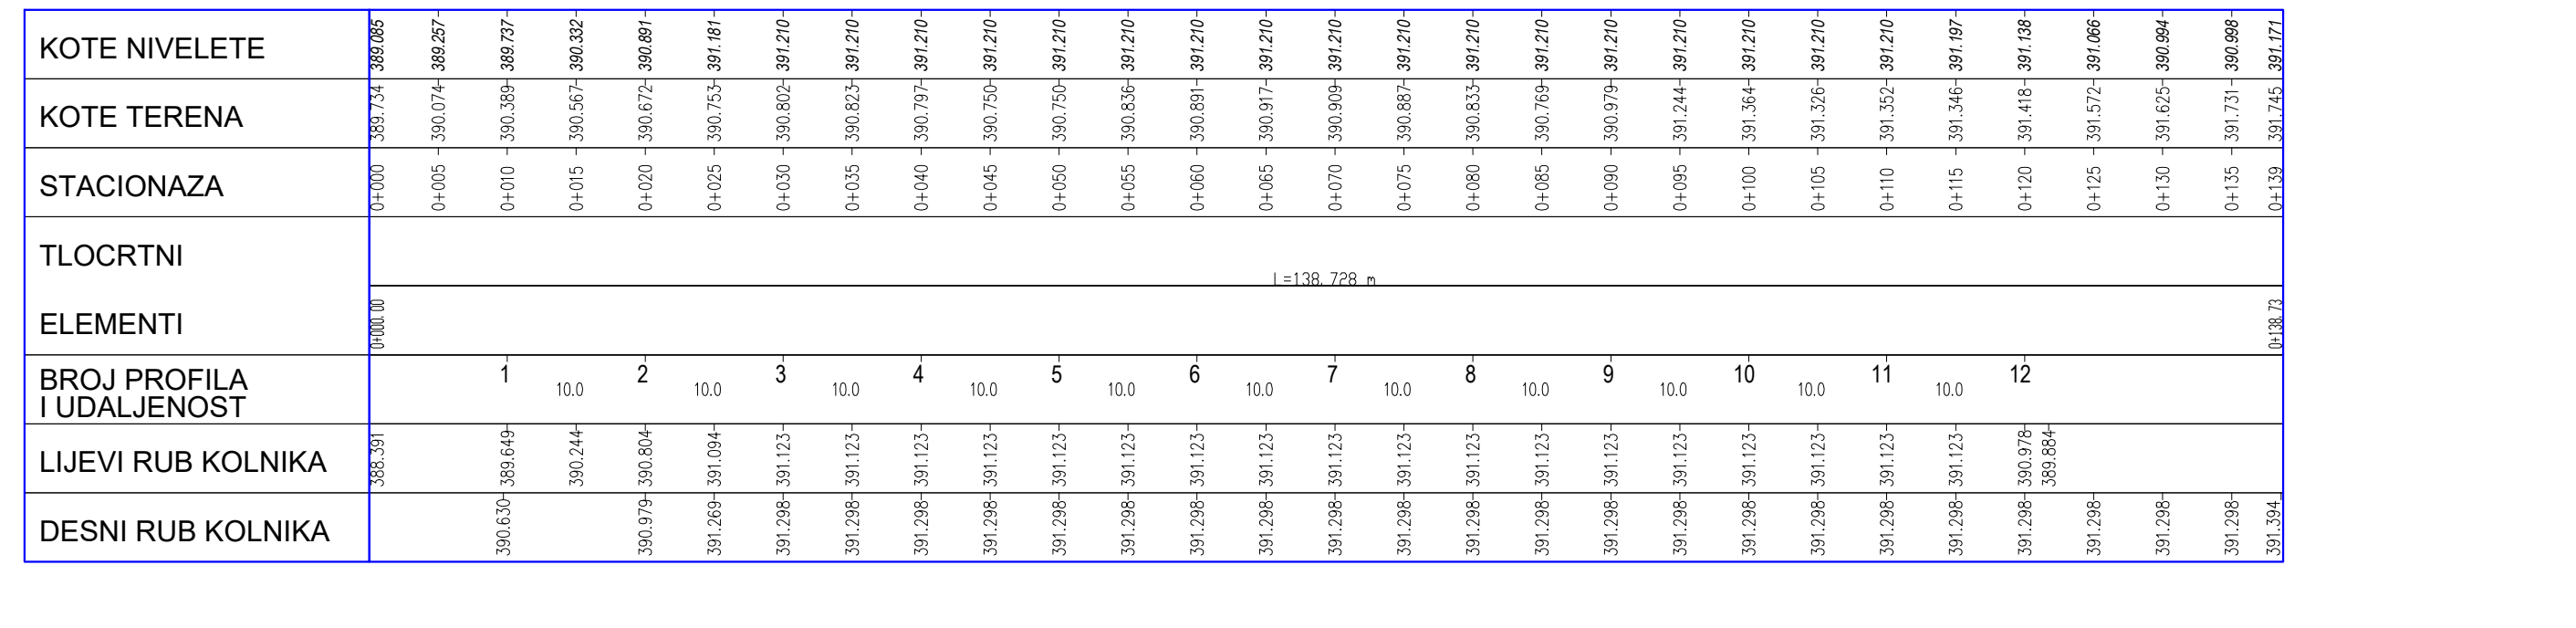 KOTE NIVELETE 389.085 389.257 389.737 390.332 390.891 391.181 391.210 391.210 391.210 391.210 391.210 391.210 391.210 391.210 391.210 391.210 391.210 391.210 391.210 391.210 391.210 391.210 391.210 391.197 391.138 391.066 390.994 390.998 391.171
KOTE TERENA 389.734 390.074 390.389 390.567 390.672 390.753 390.802 390.823 390.797 390.750 390.750 390.836 390.891 390.917 390.909 390.887 390.833 390.769 390.979 391.244 391.364 391.326 391.352 391.346 391.418 391.572 391.625 391.731 391.745
STACIONAZA 0+000 0+005 0+010 0+015 0+020 0+025 0+030 0+035 0+040 0+045 0+050 0+055 0+060 0+065 0+070 0+075 0+080 0+085 0+090 0+095 0+100 0+105 0+110 0+115 0+120 0+125 0+130 0+135 0+139
TLOCRTNI
L=138.728 m
ELEMENTI 0+000.00 0+138.73
BROJ PROFILA 1 2 3 4 5 6 7 8 9 10 11 12
I UDALJENOST 10.0 10.0 10.0 10.0 10.0 10.0 10.0 10.0 10.0 10.0 10.0
LIJEVI RUB KOLNIKA 388.391 389.649 390.244 390.804 391.094 391.123 391.123 391.123 391.123 391.123 391.123 391.123 391.123 391.123 391.123 391.123 391.123 391.123 391.123 391.123 391.123 391.123 391.123 390.978 389.884
DESNI RUB KOLNIKA 390.630 390.979 391.269 391.298 391.298 391.298 391.298 391.298 391.298 391.298 391.298 391.298 391.298 391.298 391.298 391.298 391.298 391.298 391.298 391.298 391.298 391.298 391.298 391.298 391.298 391.394